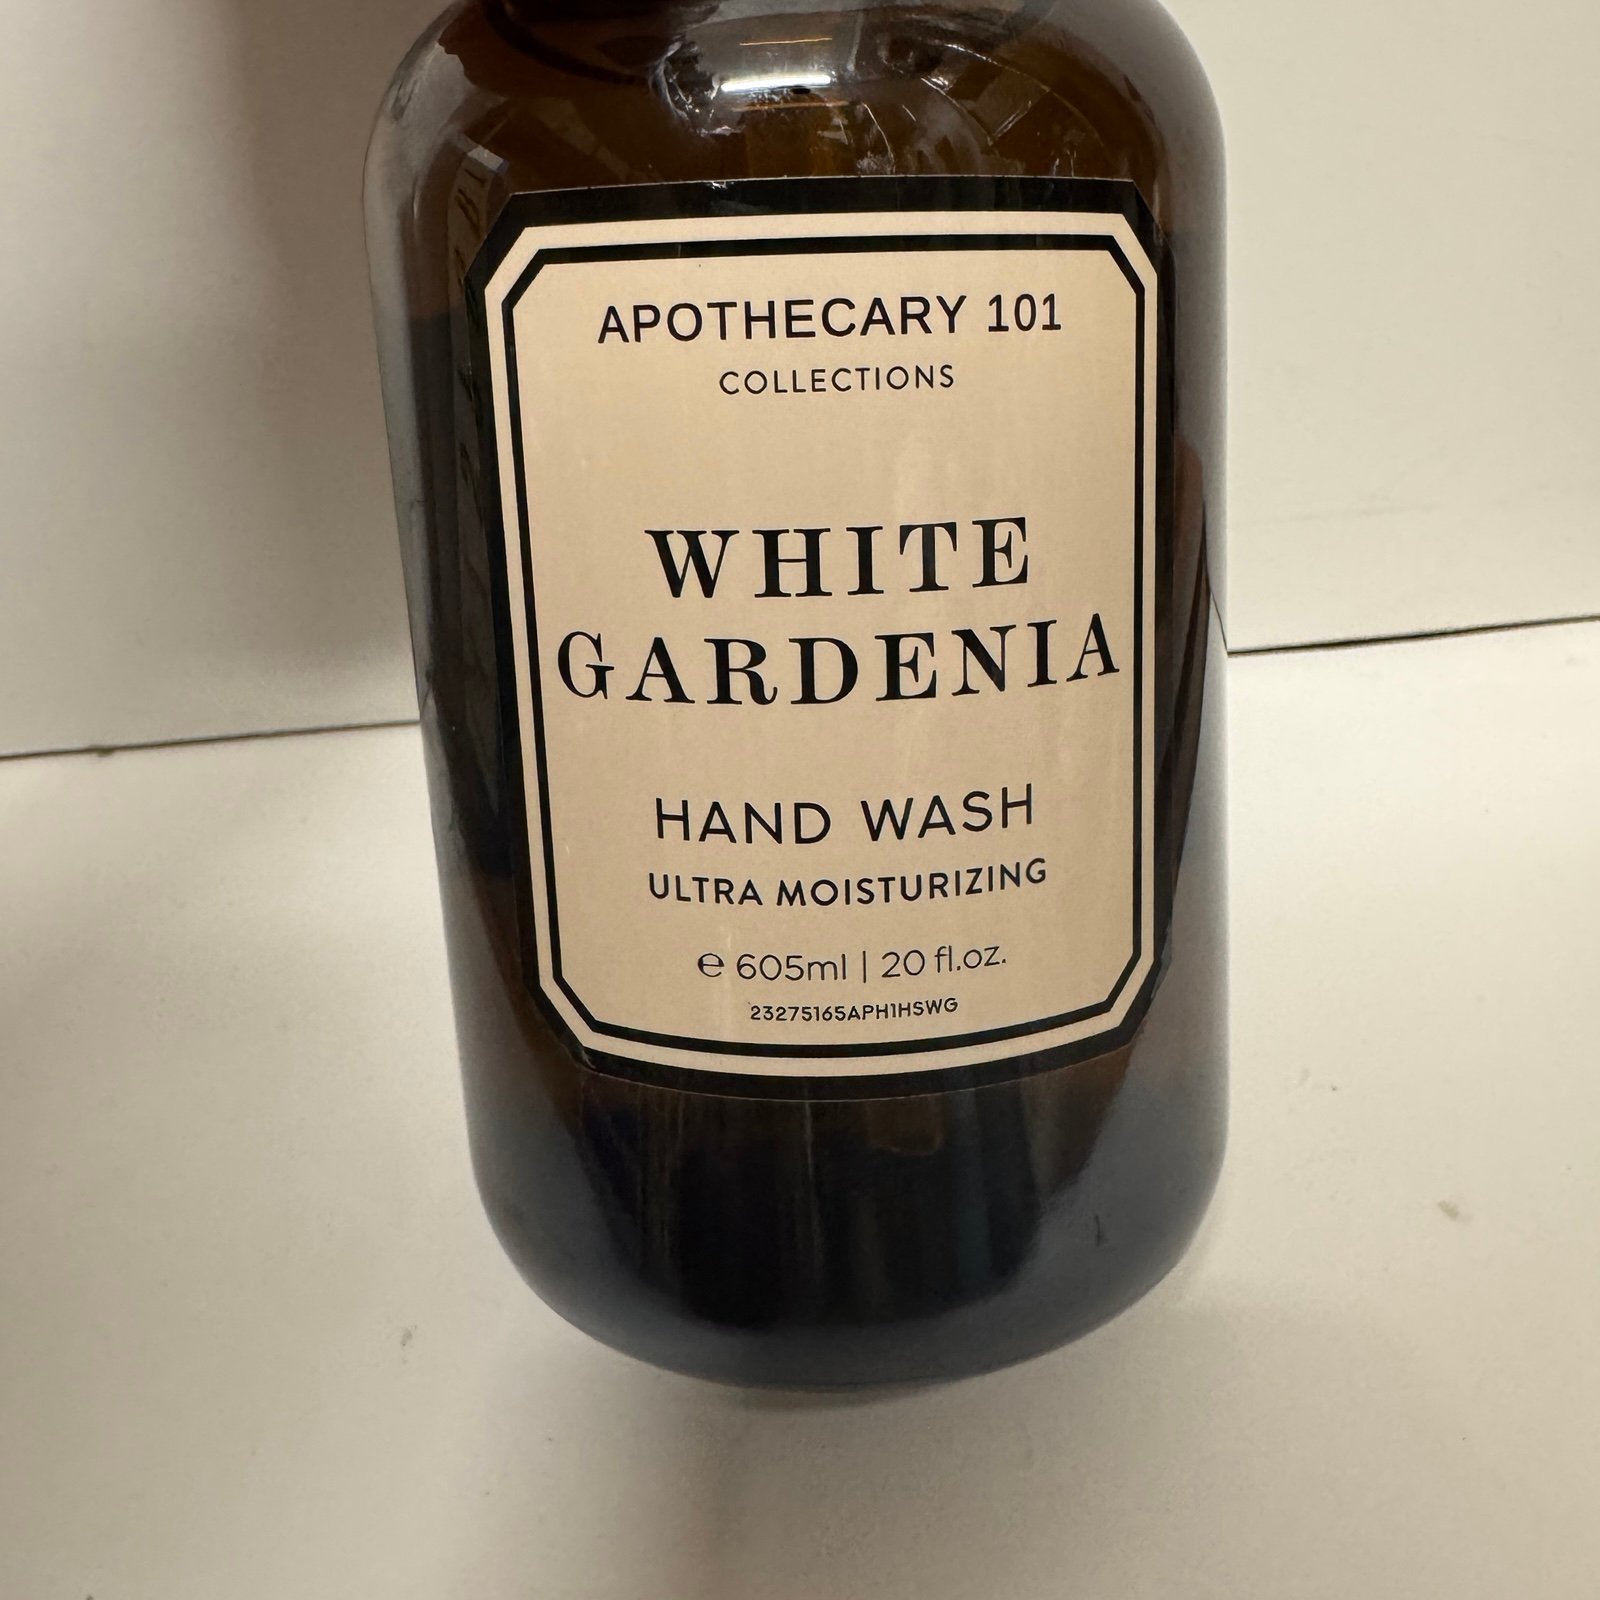 APOTHECARY 101
COLLECTIONS
WHITE
GARDENIA
HAND WASH
ULTRA MOISTURIZING
℮ 605ml | 20 fl.oz.
23275165APH1HSWG